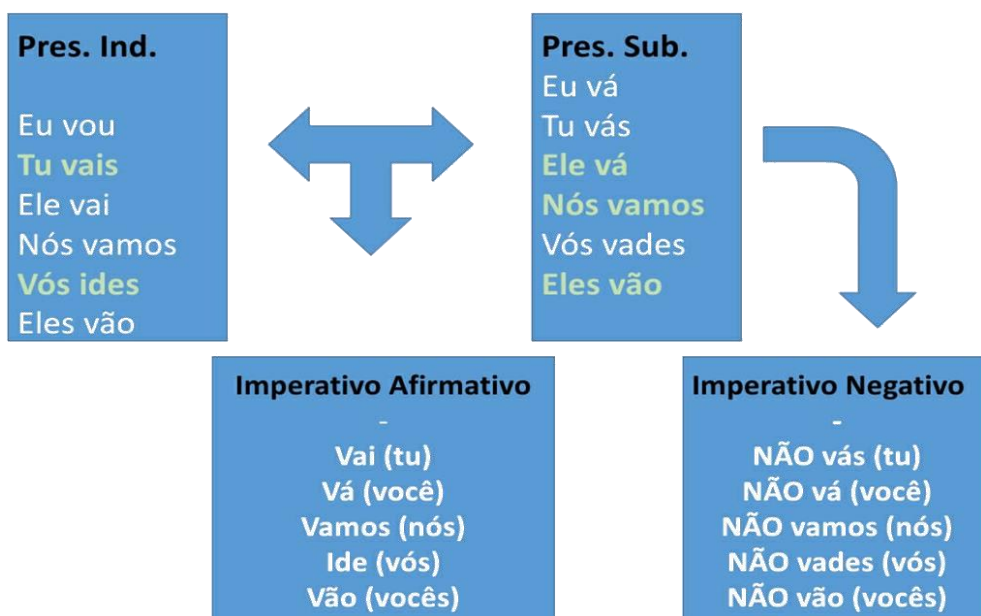 Pres. Ind.
Eu vou
Tu vais
Ele vai
Nós vamos
Vós ides
Eles vão
Pres. Sub.
Eu vá
Tu vás
Ele vá
Nós vamos
Vós vades
Eles vão
Imperativo Afirmativo
-
Vai (tu)
Vá (você)
Vamos (nós)
Ide (vós)
Vão (vocês)
Imperativo Negativo
-
NÃO vás (tu)
NÃO vá (você)
NÃO vamos (nós)
NÃO vades (vós)
NÃO vão (vocês)